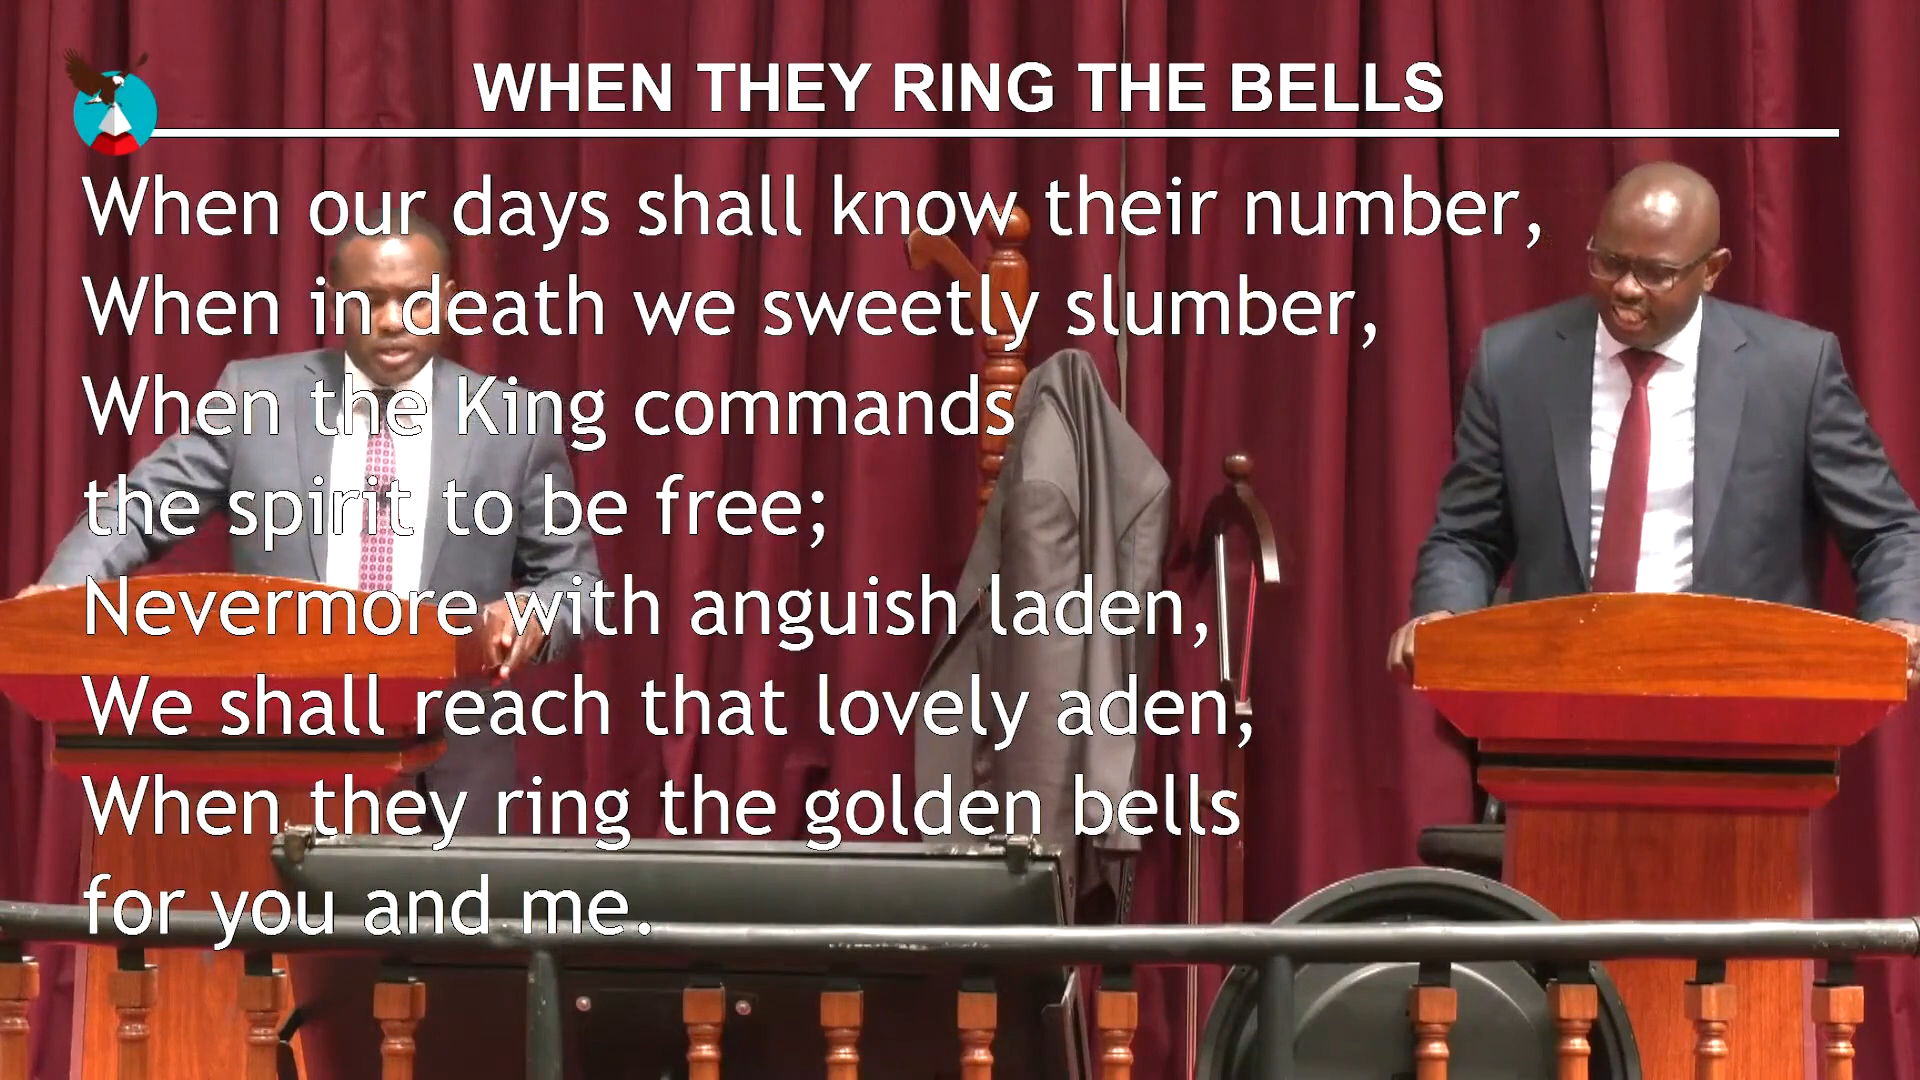 WHEN THEY RING THE BELLS
When our days shall know their number,
When in death we sweetly slumber,
When the King commands
the spirit to be free;
Nevermore with anguish laden,
We shall reach that lovely aden,
When they ring the golden bells
for you and me.